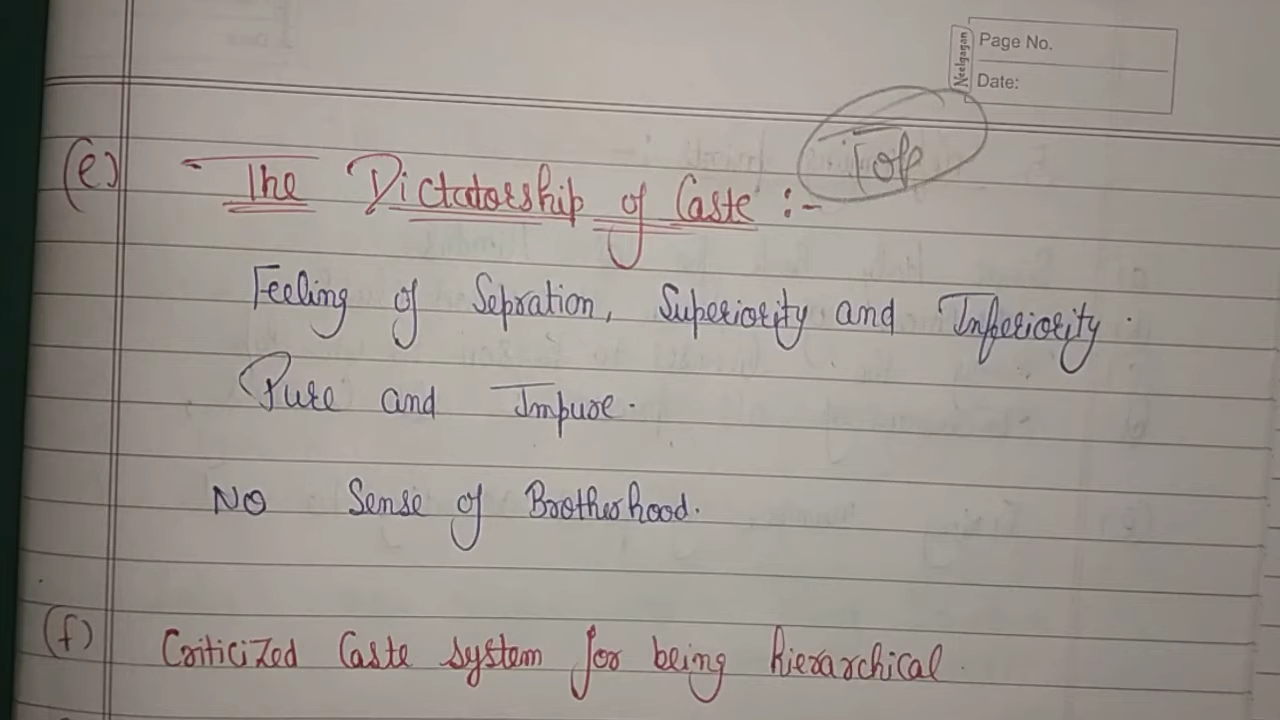 Neelgagan
Page No.
Date:
Top
(e) The Dictatorship of Caste :-
Feeling of Sepration, Superiority and Inferiority.
Pure and Impure.
No Sense of Brotherhood.
(f) Criticized Caste system for being hierarchical.